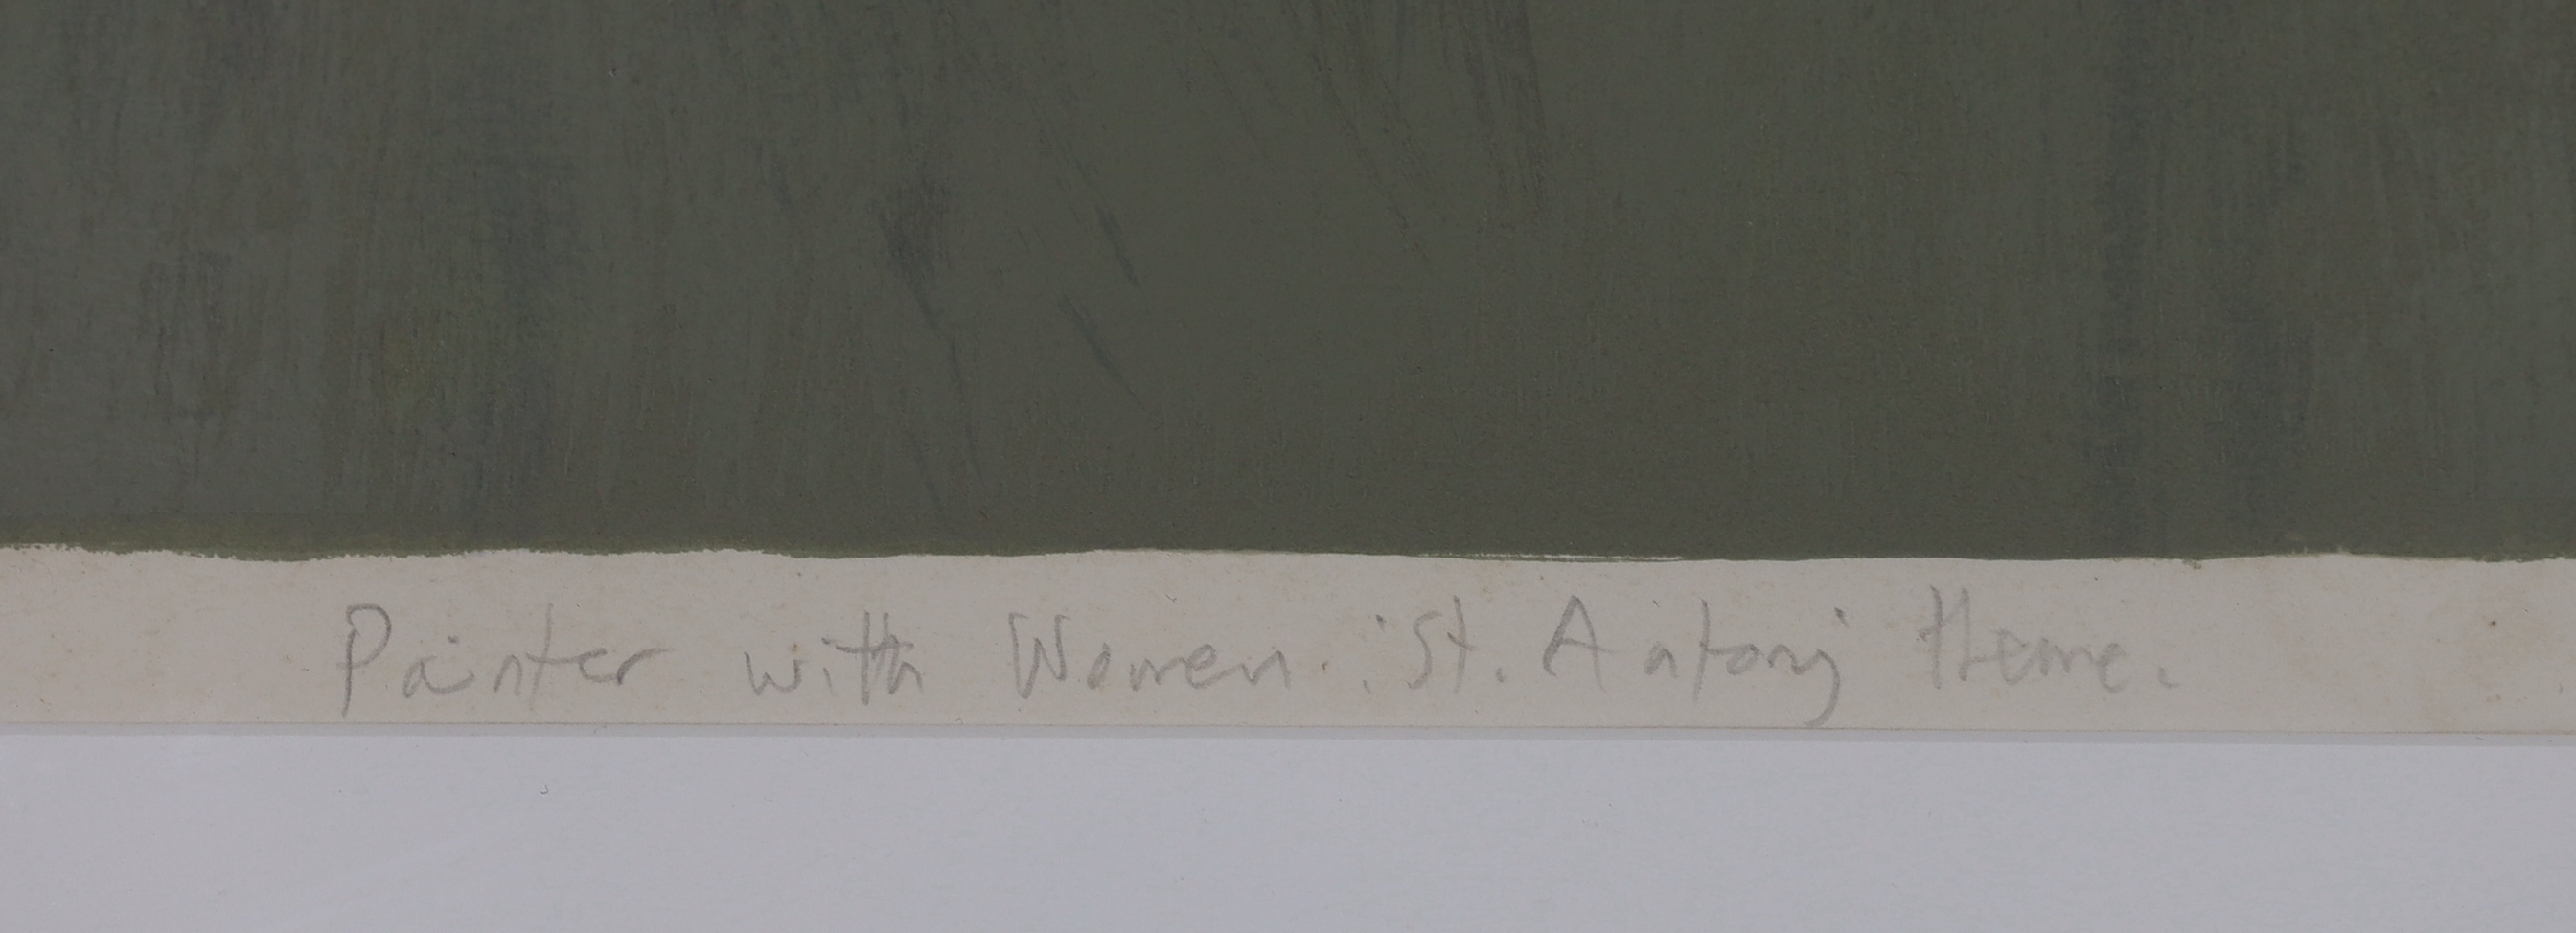 Painter with Women : St. Antony theme.